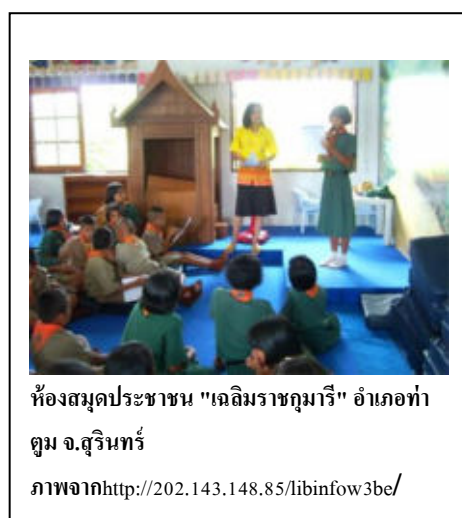 ห้องสมุดประชาชน "เฉลิมราชกุมารี" อำเภอท่า
ตูม จ.สุรินทร์
ภาพจากhttp://202.143.148.85/libinfow3be/